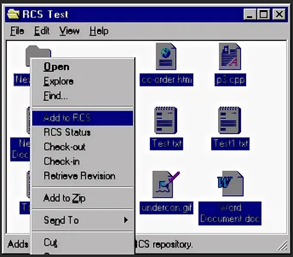 RCS Test
File Edit View Help
Open
Explore
Find...
Add to RCS
RCS Status
Check-out
Check-in
Retrieve Revision
Add to Zip
Send To
Cut
cc-order.htm
p5.cpp
Test.txt
Test1.txt
undercon.gif
Word
Document.doc
Adds
RCS repository.